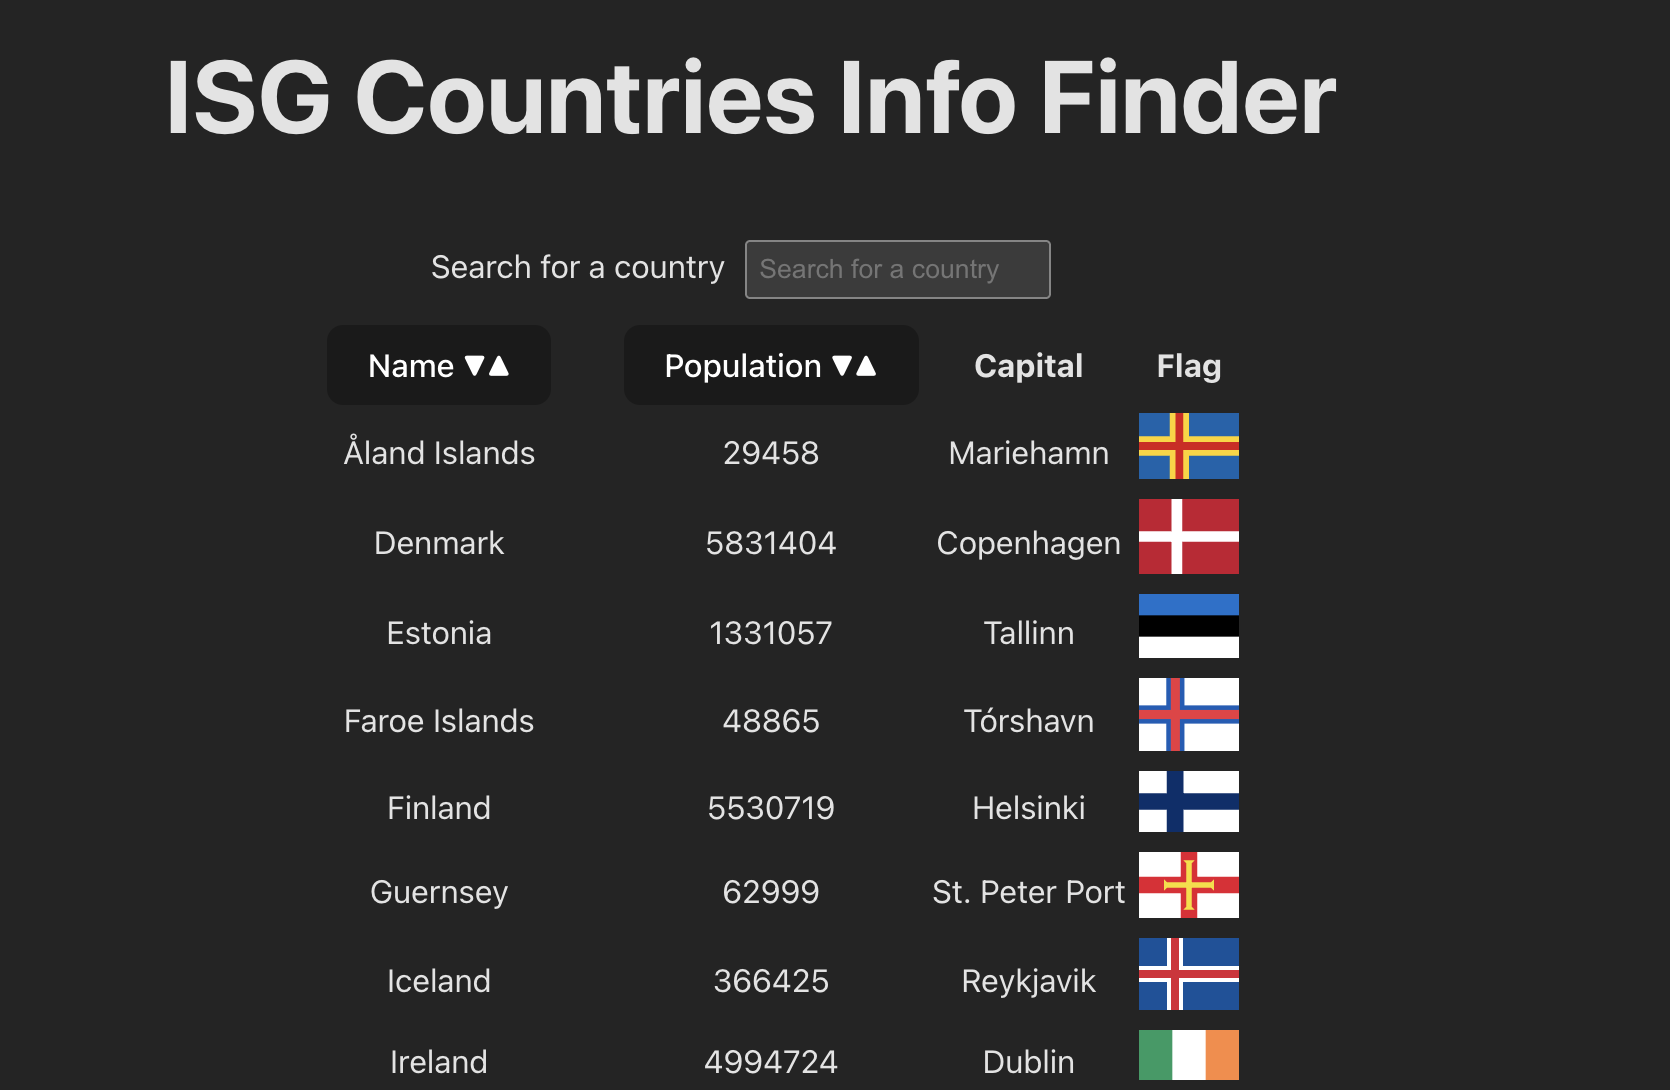 ISG Countries Info Finder
Search for a country Search for a country
Name ▼▲ Population ▼▲ Capital Flag
Åland Islands 29458 Mariehamn
Denmark 5831404 Copenhagen
Estonia 1331057 Tallinn
Faroe Islands 48865 Tórshavn
Finland 5530719 Helsinki
Guernsey 62999 St. Peter Port
Iceland 366425 Reykjavik
Ireland 4994724 Dublin